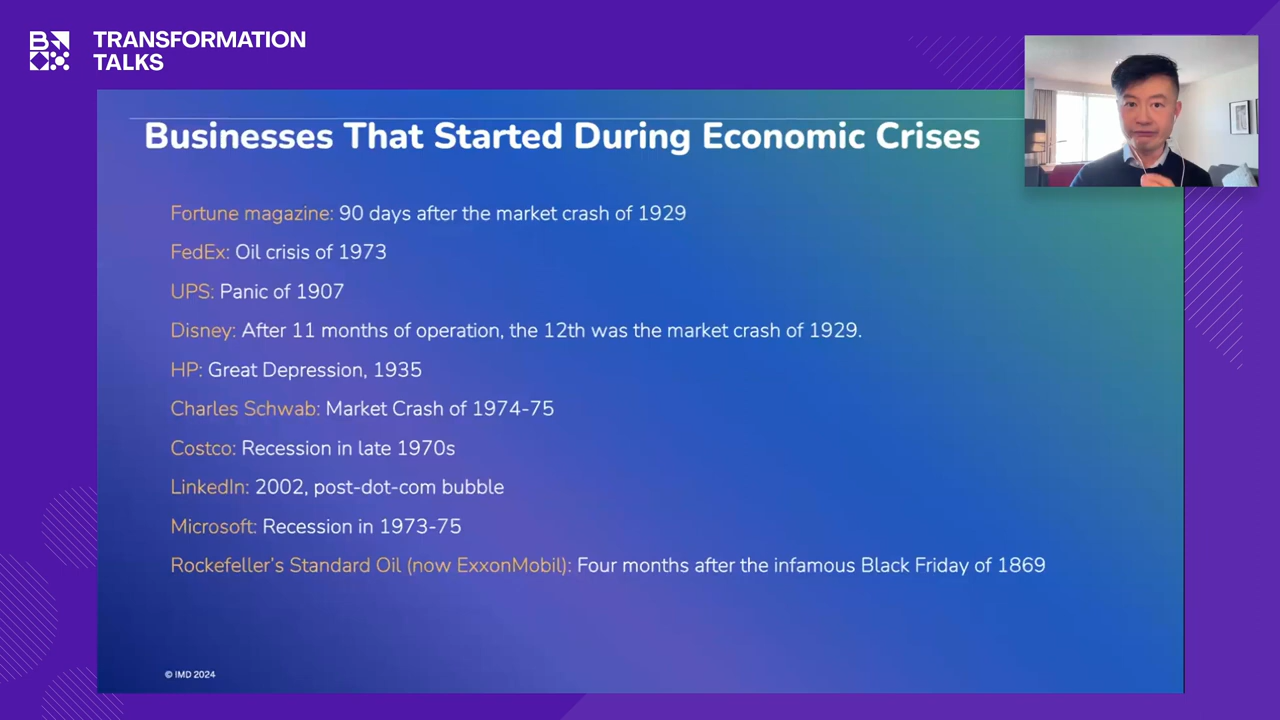 TRANSFORMATION
TALKS
Businesses That Started During Economic Crises
Fortune magazine: 90 days after the market crash of 1929
FedEx: Oil crisis of 1973
UPS: Panic of 1907
Disney: After 11 months of operation, the 12th was the market crash of 1929.
HP: Great Depression, 1935
Charles Schwab: Market Crash of 1974-75
Costco: Recession in late 1970s
LinkedIn: 2002, post-dot-com bubble
Microsoft: Recession in 1973-75
Rockefeller's Standard Oil (now ExxonMobil): Four months after the infamous Black Friday of 1869
© IMD 2024